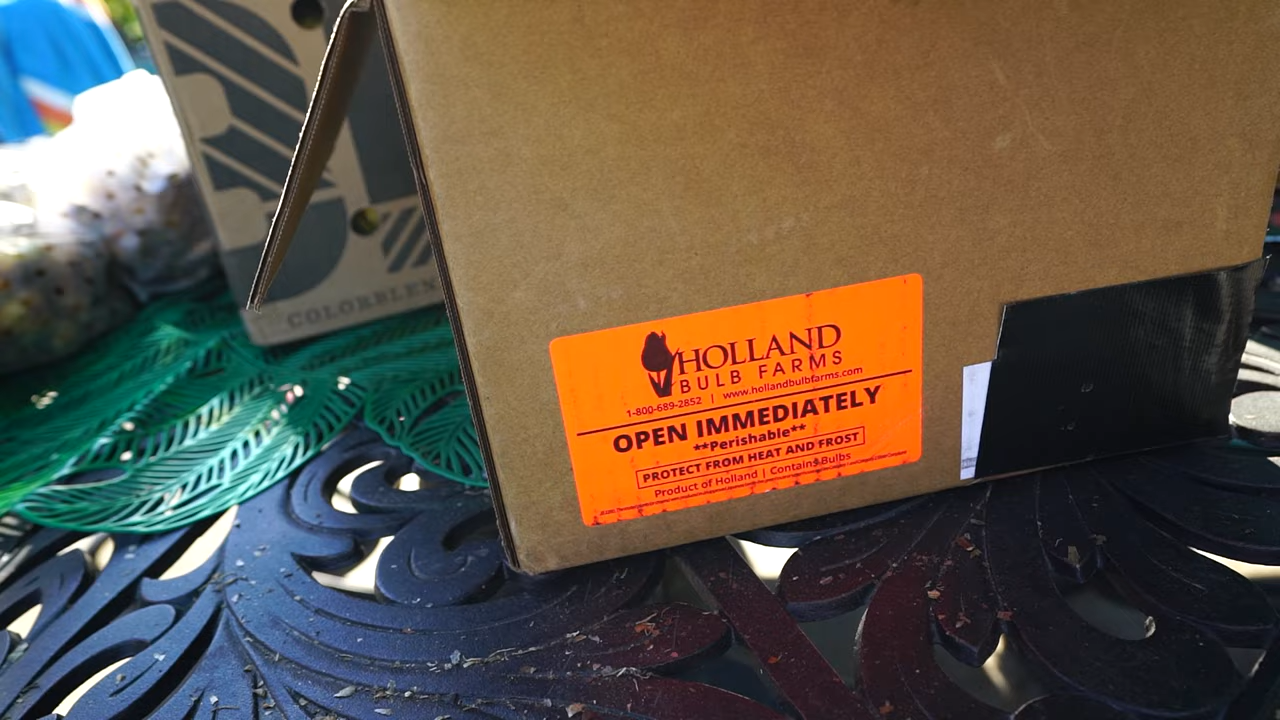 COLORBLEN
HOLLAND
BULB FARMS
1-800-689-2852 | www.hollandbulbfarms.com
OPEN IMMEDIATELY
**Perishable**
PROTECT FROM HEAT AND FROST
Product of Holland | Contains Bulbs